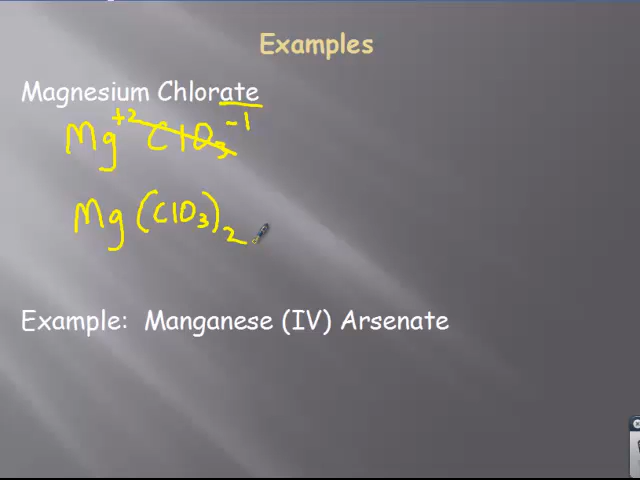 Examples
Magnesium Chlorate
Mg+2 ClO3-1
Mg(ClO3)2
Example: Manganese (IV) Arsenate